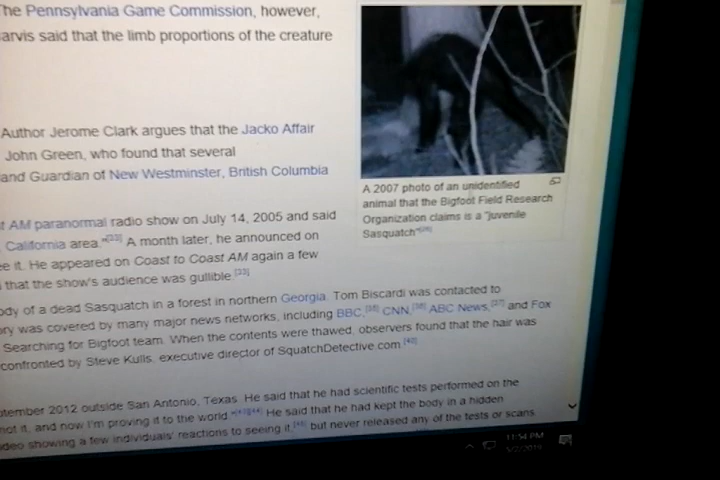 The Pennsylvania Game Commission, however,
arvis said that the limb proportions of the creature
Author Jerome Clark argues that the Jacko Affair
John Green, who found that several
and Guardian of New Westminster, British Columbia
t AM paranormal radio show on July 14, 2005 and said
California area."[33] A month later, he announced on
ee it. He appeared on Coast to Coast AM again a few
that the show's audience was gullible.[33]
ody of a dead Sasquatch in a forest in northern Georgia. Tom Biscardi was contacted to
ory was covered by many major news networks, including BBC, CNN, ABC News, and Fox
Searching for Bigfoot team. When the contents were thawed, observers found that the hair was
confronted by Steve Kulls, executive director of SquatchDetective.com.
ptember 2012 outside San Antonio, Texas. He said that he had scientific tests performed on the
not it, and now I'm proving it to the world." He said that he had kept the body in a hidden
deo showing a few individuals' reactions to seeing it, but never released any of the tests or scans
A 2007 photo of an unidentified
animal that the Bigfoot Field Research
Organization claims is a "juvenile
Sasquatch"
11:54 PM